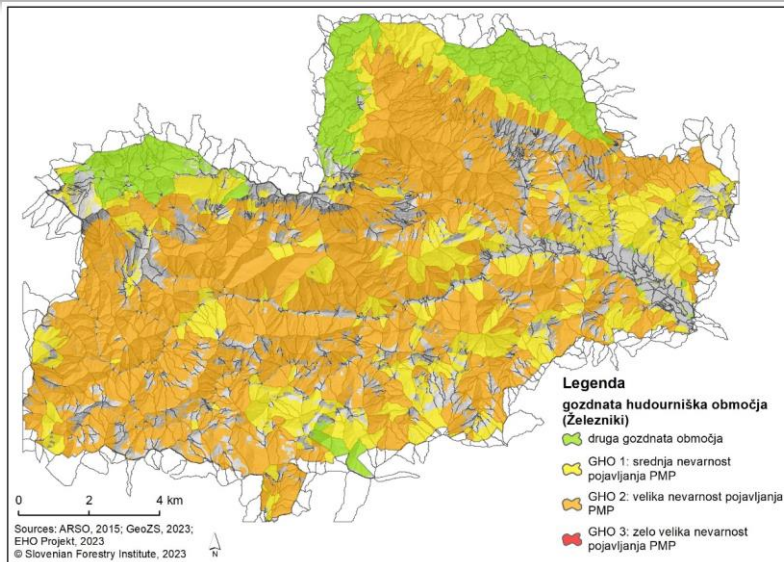 Legenda
gozdnata hudourniška območja
(Železniki)
druga gozdnata območja
GHO 1: srednja nevarnost
pojavljanja PMP
GHO 2: velika nevarnost pojavljanja
PMP
GHO 3: zelo velika nevarnost
pojavljanja PMP
0 2 4 km
Sources: ARSO, 2015; GeoZS, 2023;
EHO Projekt, 2023
© Slovenian Forestry Institute, 2023
N